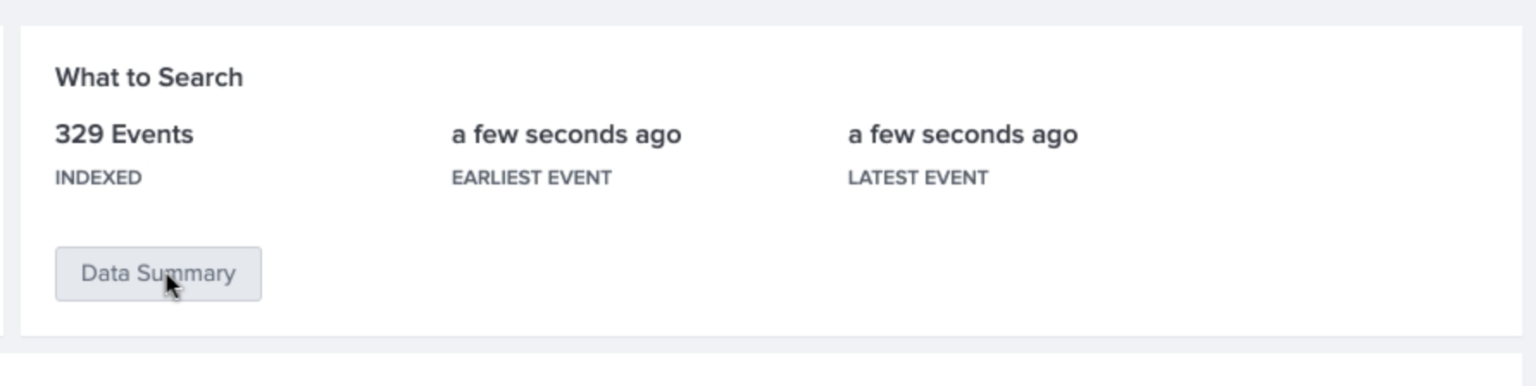 What to Search
329 Events
INDEXED
a few seconds ago
EARLIEST EVENT
a few seconds ago
LATEST EVENT
Data Summary